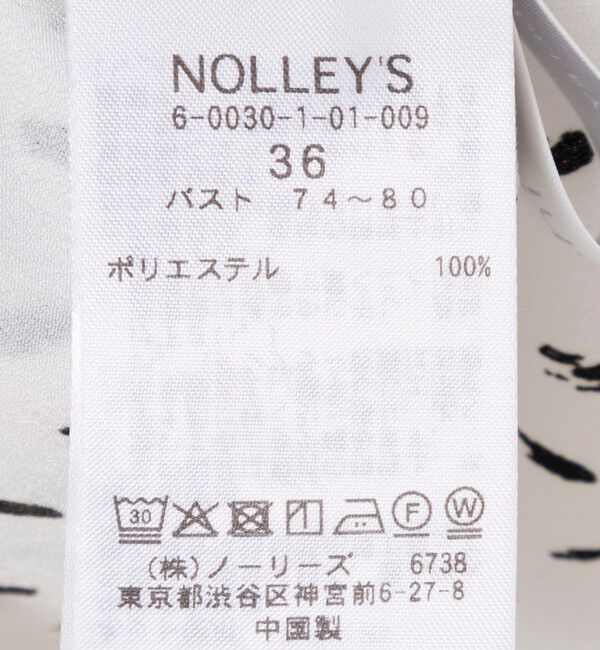 NOLLEY'S
6-0030-1-01-009
36
バスト 74~80
ポリエステル 100%
30 F W
(株)ノーリーズ 6738
東京都渋谷区神宮前6-27-8
中国製